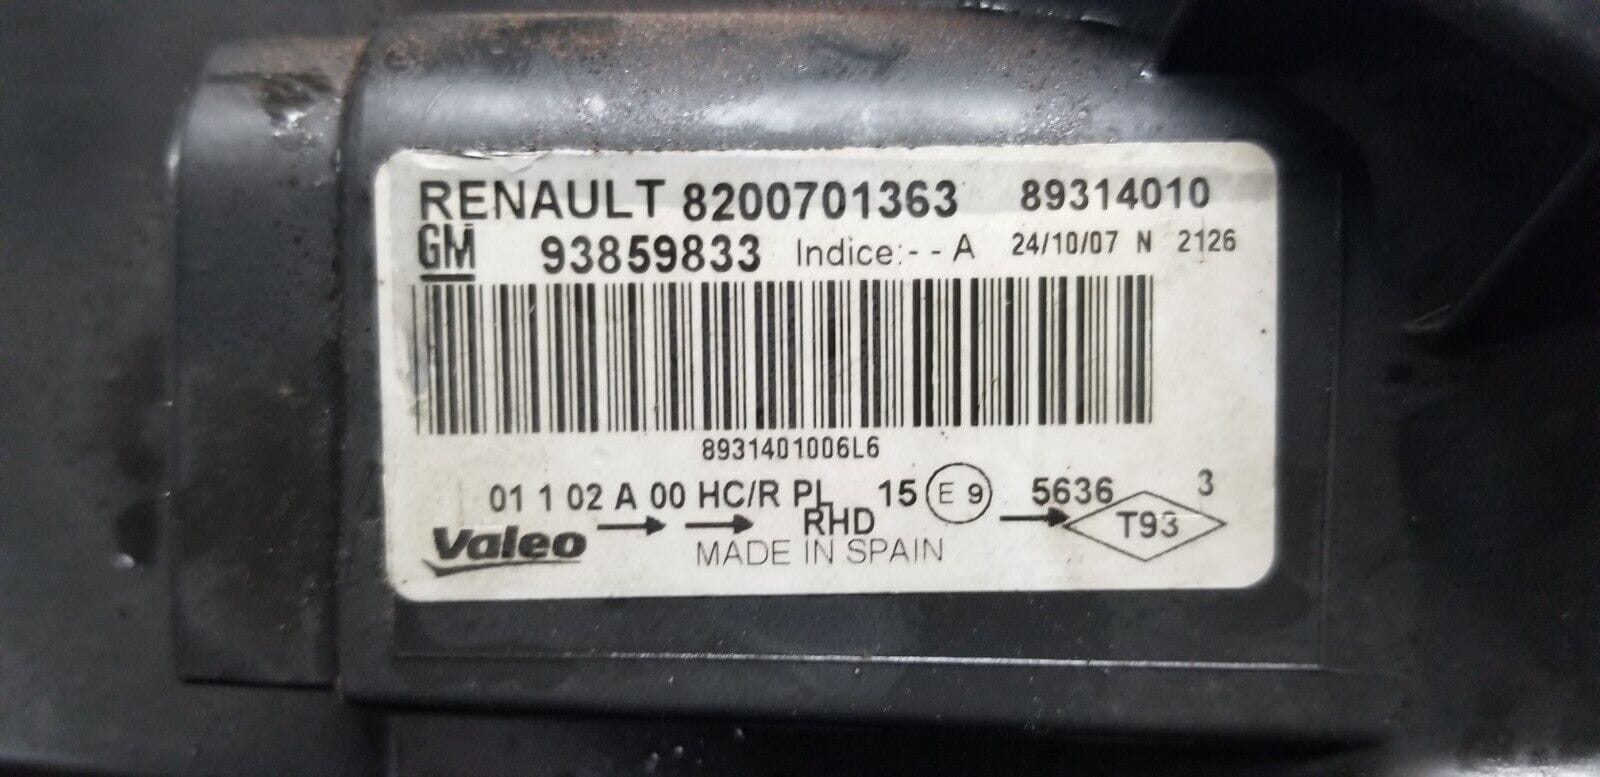 RENAULT 8200701363 89314010
GM 93859833 Indice:- - A 24/10/07 N 2126
8931401006L6
01 1 02 A 00 HC/R PL 15 E 9 5636 3
Valeo → → RHD → T93
MADE IN SPAIN